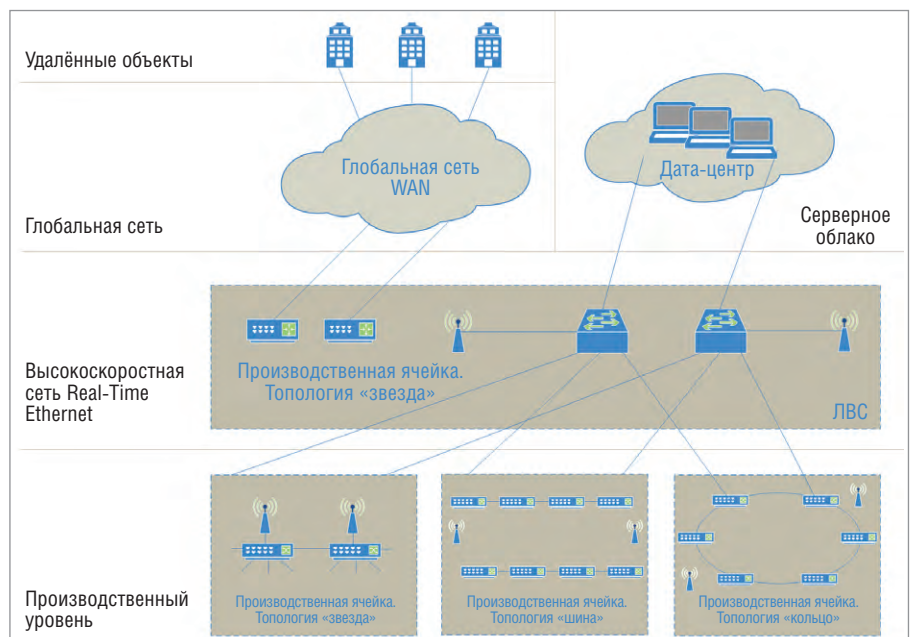 Удалённые объекты
Глобальная сеть
WAN
Дата-центр
Глобальная сеть
Серверное
облако
Высокоскоростная
сеть Real-Time
Ethernet
Производственная ячейка.
Топология «звезда»
ЛВС
Производственный
уровень
Производственная ячейка.
Топология «звезда»
Производственная ячейка.
Топология «шина»
Производственная ячейка.
Топология «кольцо»